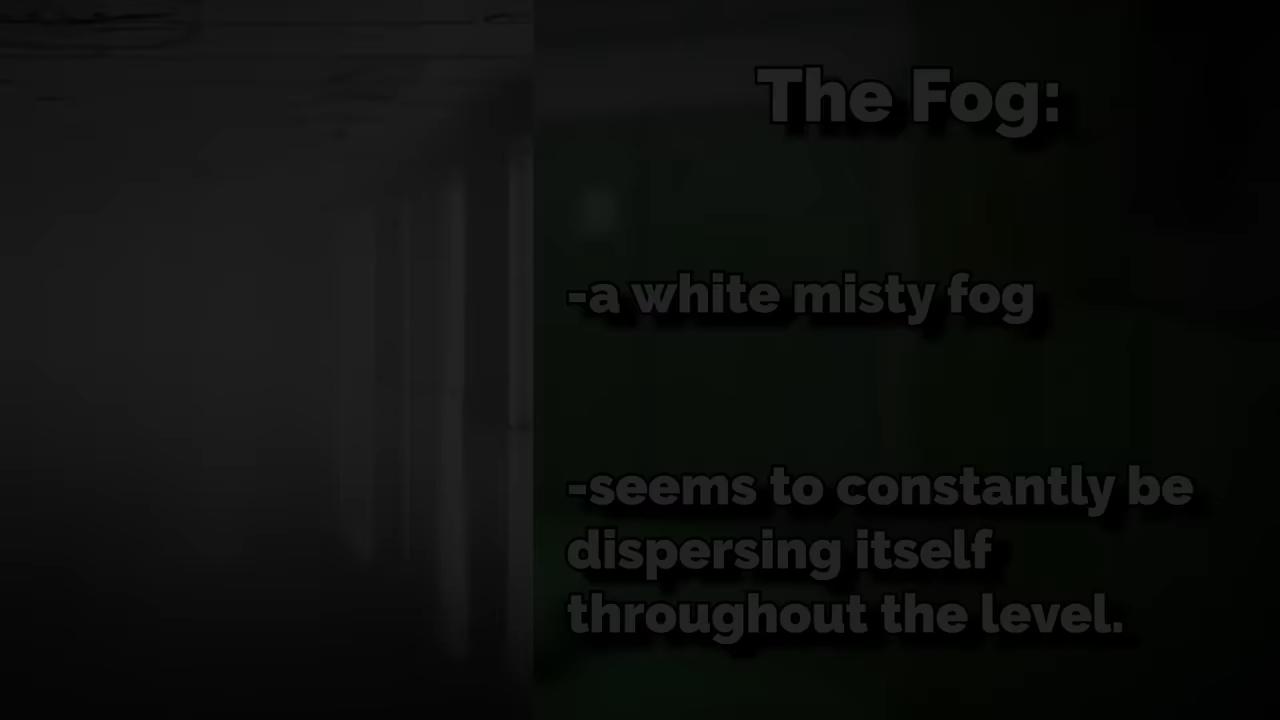 The Fog:
-a white misty fog
-seems to constantly be
dispersing itself
throughout the level.